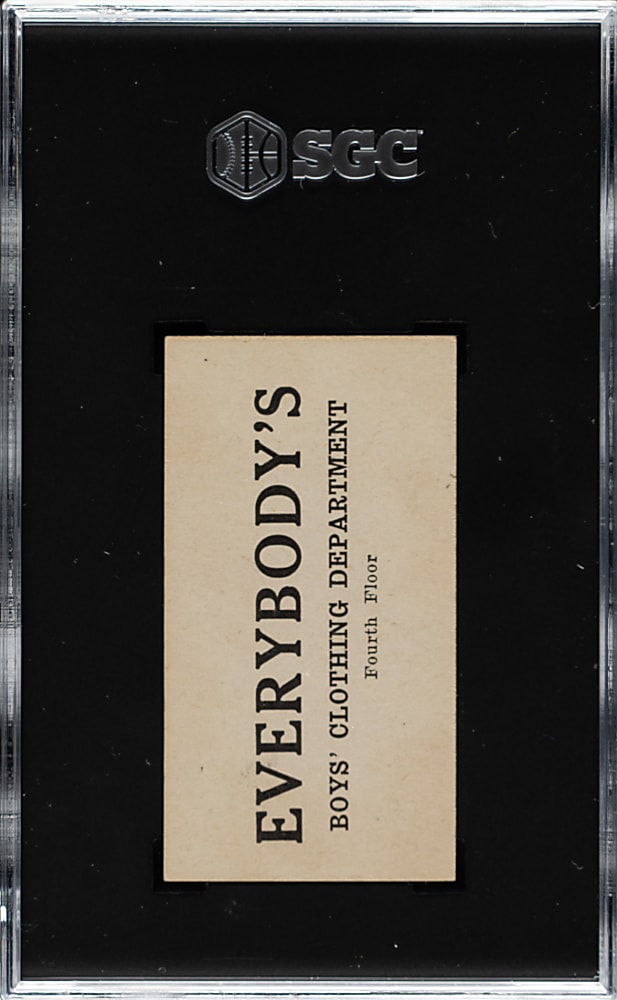 SGC
EVERYBODY'S
BOYS' CLOTHING DEPARTMENT
Fourth Floor